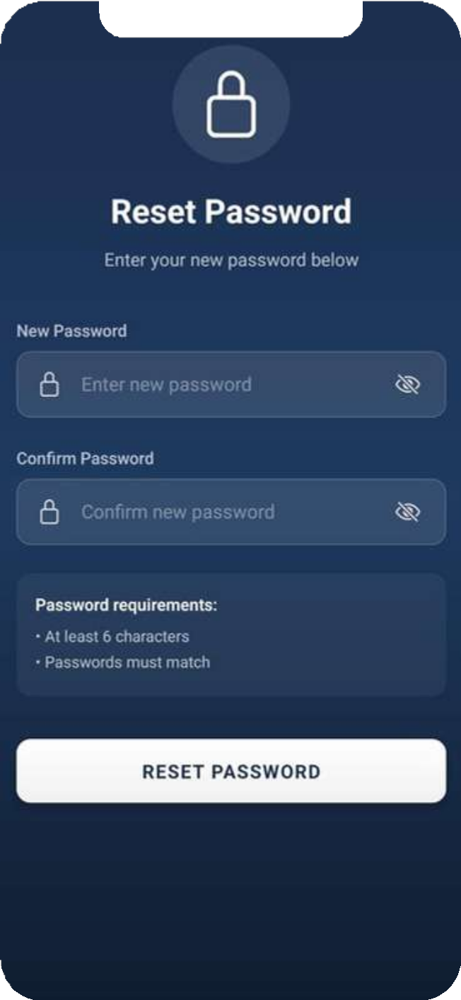 Reset Password
Enter your new password below
New Password
Enter new password
Confirm Password
Confirm new password
Password requirements:
• At least 6 characters
• Passwords must match
RESET PASSWORD